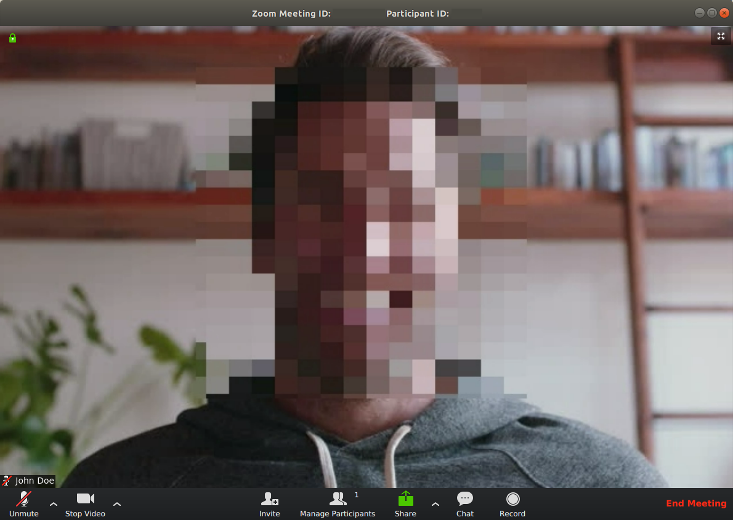 Zoom Meeting ID: Participant ID:
John Doe
1
Unmute Stop Video Invite Manage Participants Share Chat Record End Meeting